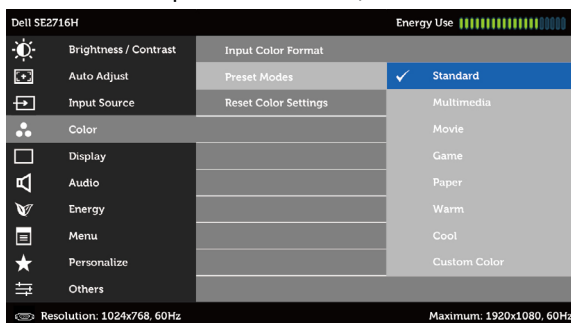 Dell SE2716H
Energy Use
Brightness / Contrast
Input Color Format
Auto Adjust
Preset Modes
Standard
Input Source
Reset Color Settings
Multimedia
Color
Movie
Display
Game
Audio
Paper
Energy
Warm
Menu
Cool
Personalize
Custom Color
Others
Resolution: 1024x768, 60Hz
Maximum: 1920x1080, 60Hz